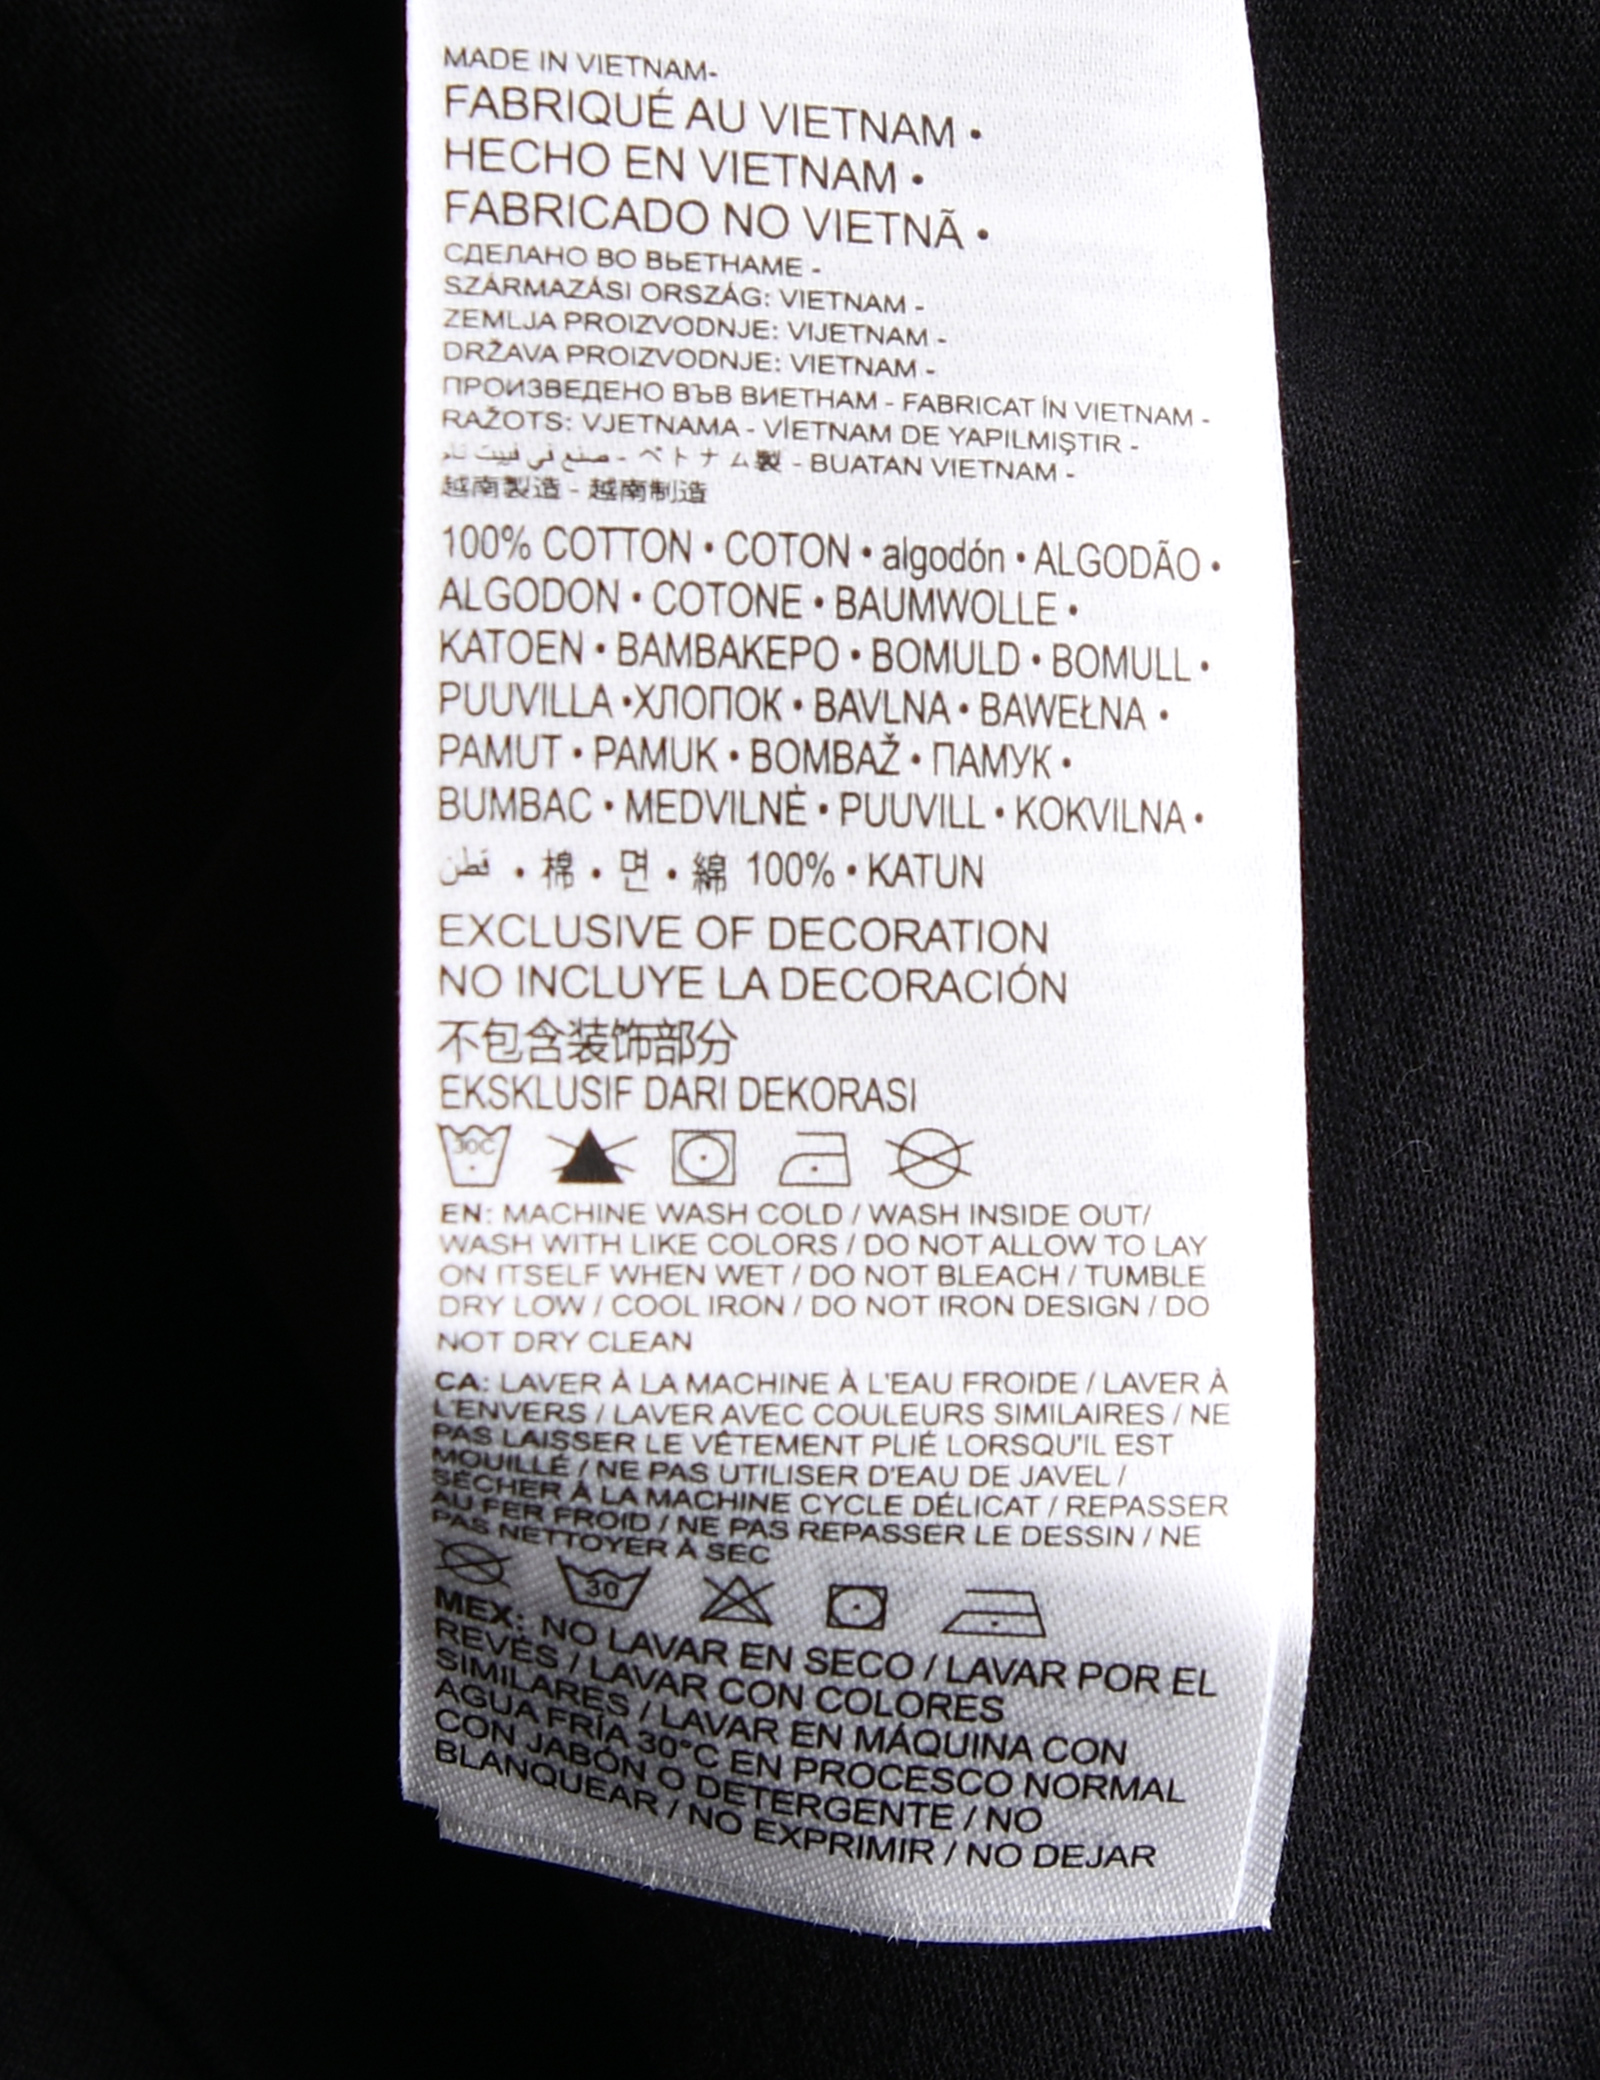 MADE IN VIETNAM-
FABRIQUÉ AU VIETNAM •
HECHO EN VIETNAM •
FABRICADO NO VIETNÃ •
СДЕЛАНО ВО ВЬЕТНАМЕ -
SZÁRMAZÁSI ORSZÁG: VIETNAM -
ZEMLJA PROIZVODNJE: VIJETNAM -
DRŽAVA PROIZVODNJE: VIETNAM -
ПРОИЗВЕДЕНО ВЪВ ВИЕТНАМ - FABRICAT ÎN VIETNAM -
RAŽOTS: VJETNAMA - VİETNAM DE YAPILMIŞTIR -
صنع في فييت نام - ベトナム製 - BUATAN VIETNAM -
越南製造 - 越南制造
100% COTTON • COTON • algodón • ALGODÃO •
ALGODON • COTONE • BAUMWOLLE •
KATOEN • BAMBAKEPO • BOMULD • BOMULL •
PUUVILLA •ХЛОПОК • BAVLNA • BAWEŁNA •
PAMUT • PAMUK • BOMBAŽ • ПАМУК •
BUMBAC • MEDVILNĖ • PUUVILL • KOKVILNA •
قطن • 棉 • 면 • 綿 100% • KATUN
EXCLUSIVE OF DECORATION
NO INCLUYE LA DECORACIÓN
不包含装饰部分
EKSKLUSIF DARI DEKORASI
30C
EN: MACHINE WASH COLD / WASH INSIDE OUT/
WASH WITH LIKE COLORS / DO NOT ALLOW TO LAY
ON ITSELF WHEN WET / DO NOT BLEACH / TUMBLE
DRY LOW / COOL IRON / DO NOT IRON DESIGN / DO
NOT DRY CLEAN
CA: LAVER À LA MACHINE À L'EAU FROIDE / LAVER À
L'ENVERS / LAVER AVEC COULEURS SIMILAIRES / NE
PAS LAISSER LE VÊTEMENT PLIÉ LORSQU'IL EST
MOUILLÉ / NE PAS UTILISER D'EAU DE JAVEL /
SÉCHER À LA MACHINE CYCLE DÉLICAT / REPASSER
AU FER FROID / NE PAS REPASSER LE DESSIN / NE
PAS NETTOYER À SEC
30
MEX: NO LAVAR EN SECO / LAVAR POR EL
REVÉS / LAVAR CON COLORES
SIMILARES / LAVAR EN MÁQUINA CON
AGUA FRÍA 30°C EN PROCESCO NORMAL
CON JABÓN O DETERGENTE / NO
BLANQUEAR / NO EXPRIMIR / NO DEJAR